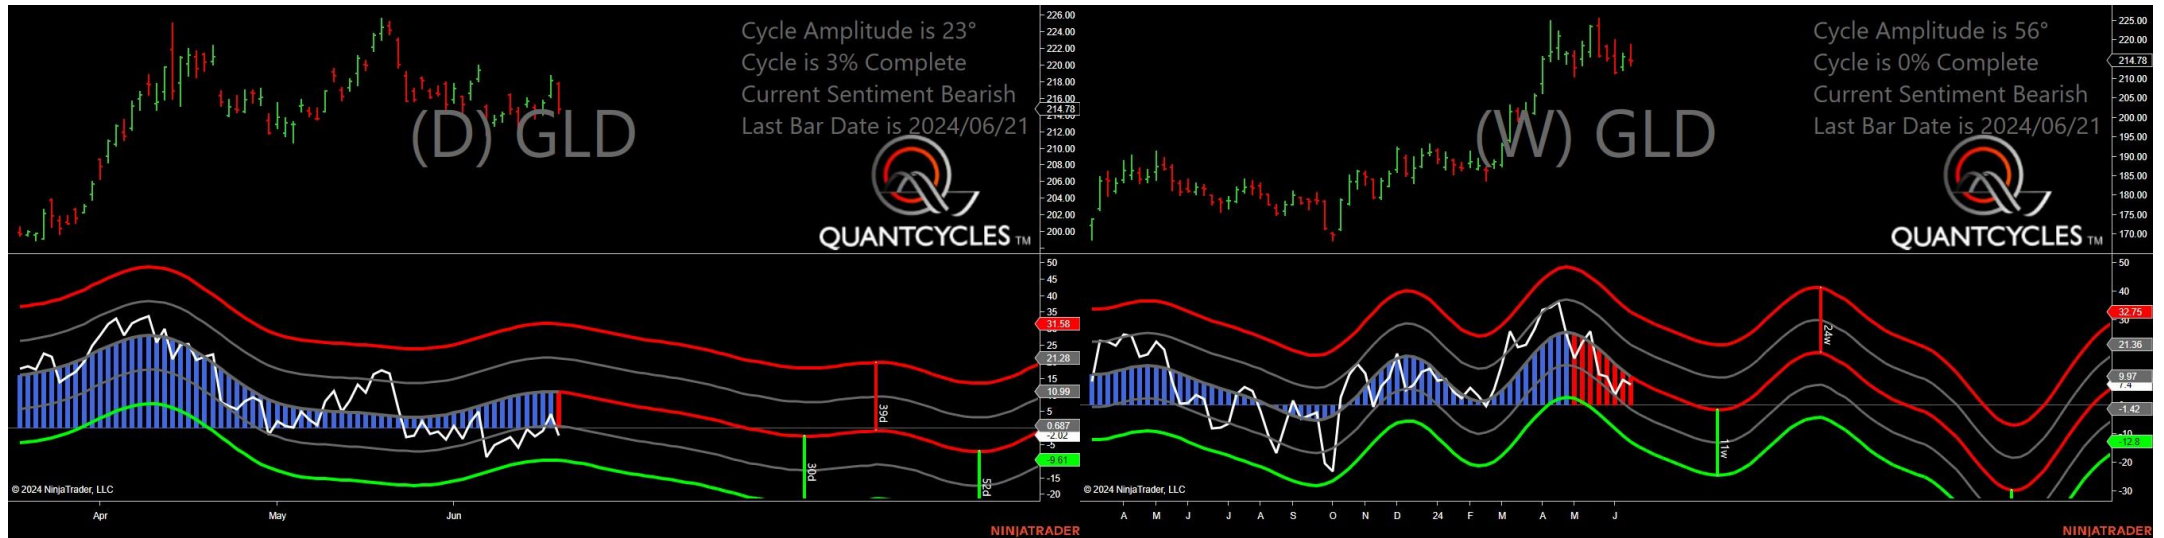 Cycle Amplitude is 23°
Cycle is 3% Complete
Current Sentiment Bearish
Last Bar Date is 2024/06/21
(D) GLD
QUANTCYCLES TM
226.00
224.00
222.00
220.00
218.00
216.00
214.78
212.00
210.00
208.00
206.00
204.00
202.00
200.00
50
45
40
35
31.58
25
21.28
15
10.99
5
0.687
-2.02
-5
-9.61
-15
-20
39d
30d
52d
© 2024 NinjaTrader, LLC
Apr May Jun
NINJATRADER
Cycle Amplitude is 56°
Cycle is 0% Complete
Current Sentiment Bearish
Last Bar Date is 2024/06/21
(W) GLD
QUANTCYCLES TM
225.00
220.00
214.78
210.00
205.00
200.00
195.00
190.00
185.00
180.00
175.00
170.00
50
40
32.75
30
21.36
9.97
7.4
-1.42
-10
-12.8
-20
-30
24w
11w
© 2024 NinjaTrader, LLC
A M J J A S O N D 24 F M A M J
NINJATRADER